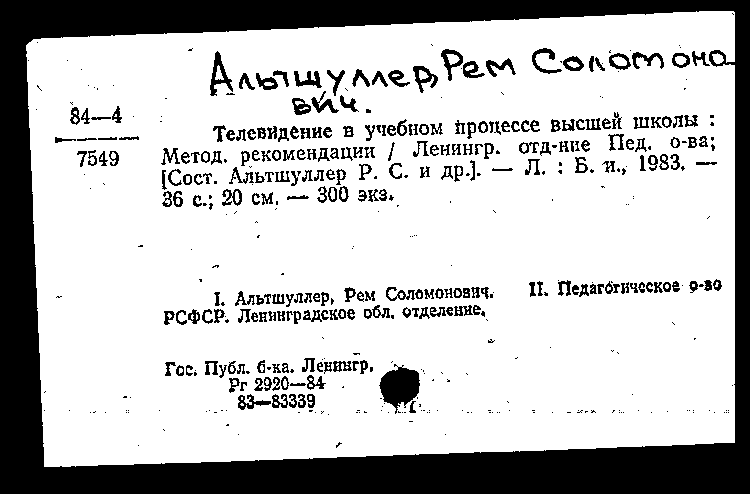 Альтшуллер, Рем Соломоно
вич.
84—4
7549
Телевидение в учебном процессе высшей школы :
Метод. рекомендации / Ленингр. отд-ние Пед. о-ва;
[Сост. Альтшуллер Р. С. и др.]. — Л. : Б. и., 1983. —
36 с.; 20 см. — 300 экз.
I. Альтшуллер, Рем Соломонович. II. Педагогическое о-во
РСФСР. Ленинградское обл. отделение.
Гос. Публ. б-ка. Ленингр.
Рг 2920—84
83—83339